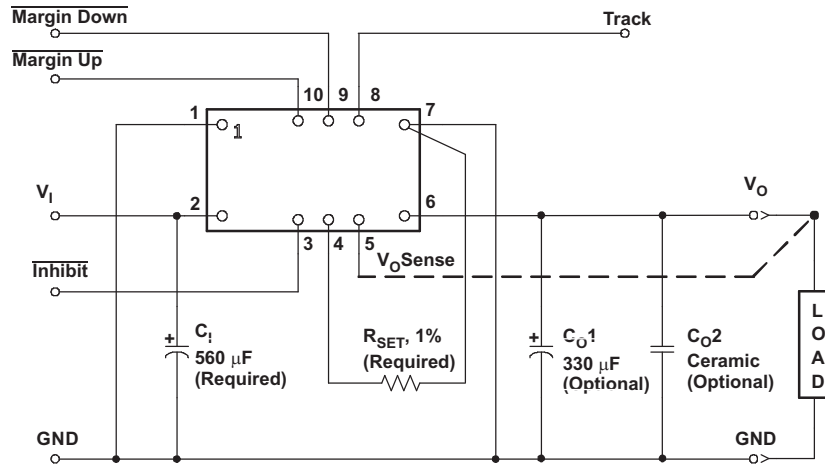 Margin Down
Track
Margin Up
10 9 8
1 7
1
V_I
2 6
V_O
3 4 5
V_O Sense
Inhibit
C_I
560 μF
(Required)
R_SET, 1%
(Required)
C_O1
330 μF
(Optional)
C_O2
Ceramic
(Optional)
L
O
A
D
GND
GND